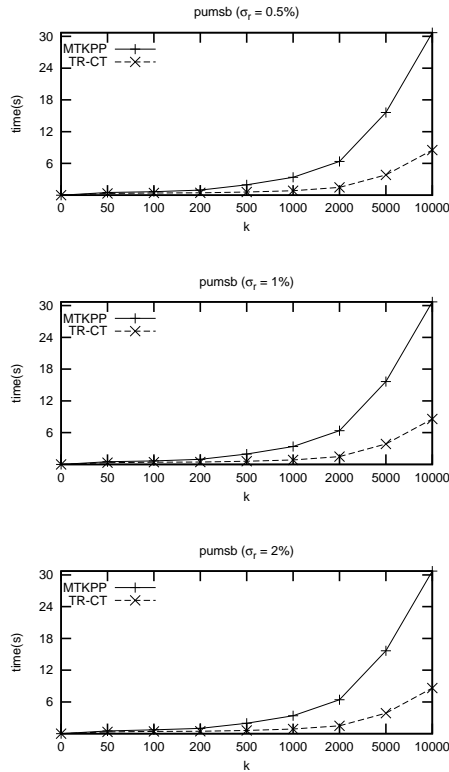 pumsb (σr = 0.5%)
30
MTKPP
TR-CT
24
18
time(s)
12
6
0 50 100 200 500 1000 2000 5000 10000
k
pumsb (σr = 1%)
30
MTKPP
TR-CT
24
18
time(s)
12
6
0 50 100 200 500 1000 2000 5000 10000
k
pumsb (σr = 2%)
30
MTKPP
TR-CT
24
18
time(s)
12
6
0 50 100 200 500 1000 2000 5000 10000
k